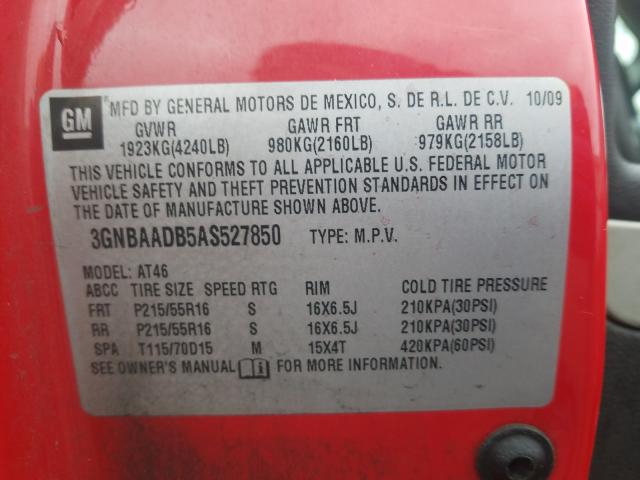 GM MFD BY GENERAL MOTORS DE MEXICO, S. DE R.L. DE C.V. 10/09
GVWR GAWR FRT GAWR RR
1923KG(4240LB) 980KG(2160LB) 979KG(2158LB)
THIS VEHICLE CONFORMS TO ALL APPLICABLE U.S. FEDERAL MOTOR
VEHICLE SAFETY AND THEFT PREVENTION STANDARDS IN EFFECT ON
THE DATE OF MANUFACTURE SHOWN ABOVE.
3GNBAADB5AS527850 TYPE: M.P.V.
MODEL: AT46
ABCC TIRE SIZE SPEED RTG RIM COLD TIRE PRESSURE
FRT P215/55R16 S 16X6.5J 210KPA(30PSI)
RR P215/55R16 S 16X6.5J 210KPA(30PSI)
SPA T115/70D15 M 15X4T 420KPA(60PSI)
SEE OWNER'S MANUAL FOR MORE INFORMATION.